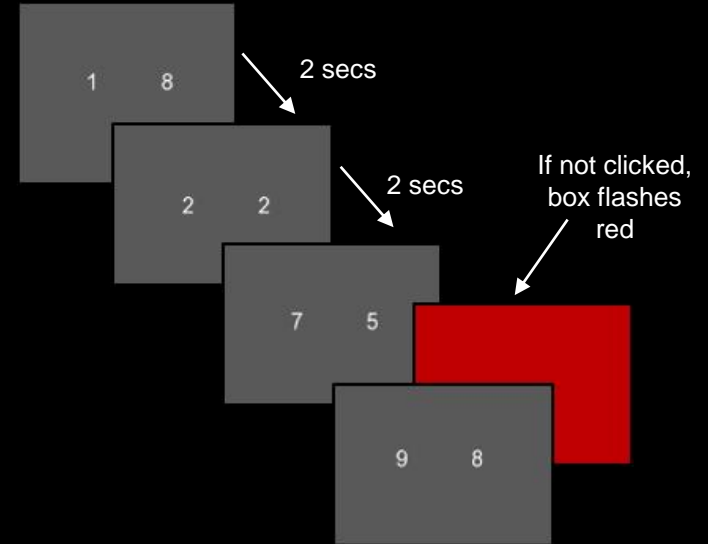 1 8
2 secs
2 2
2 secs
If not clicked,
box flashes
red
7 5
9 8